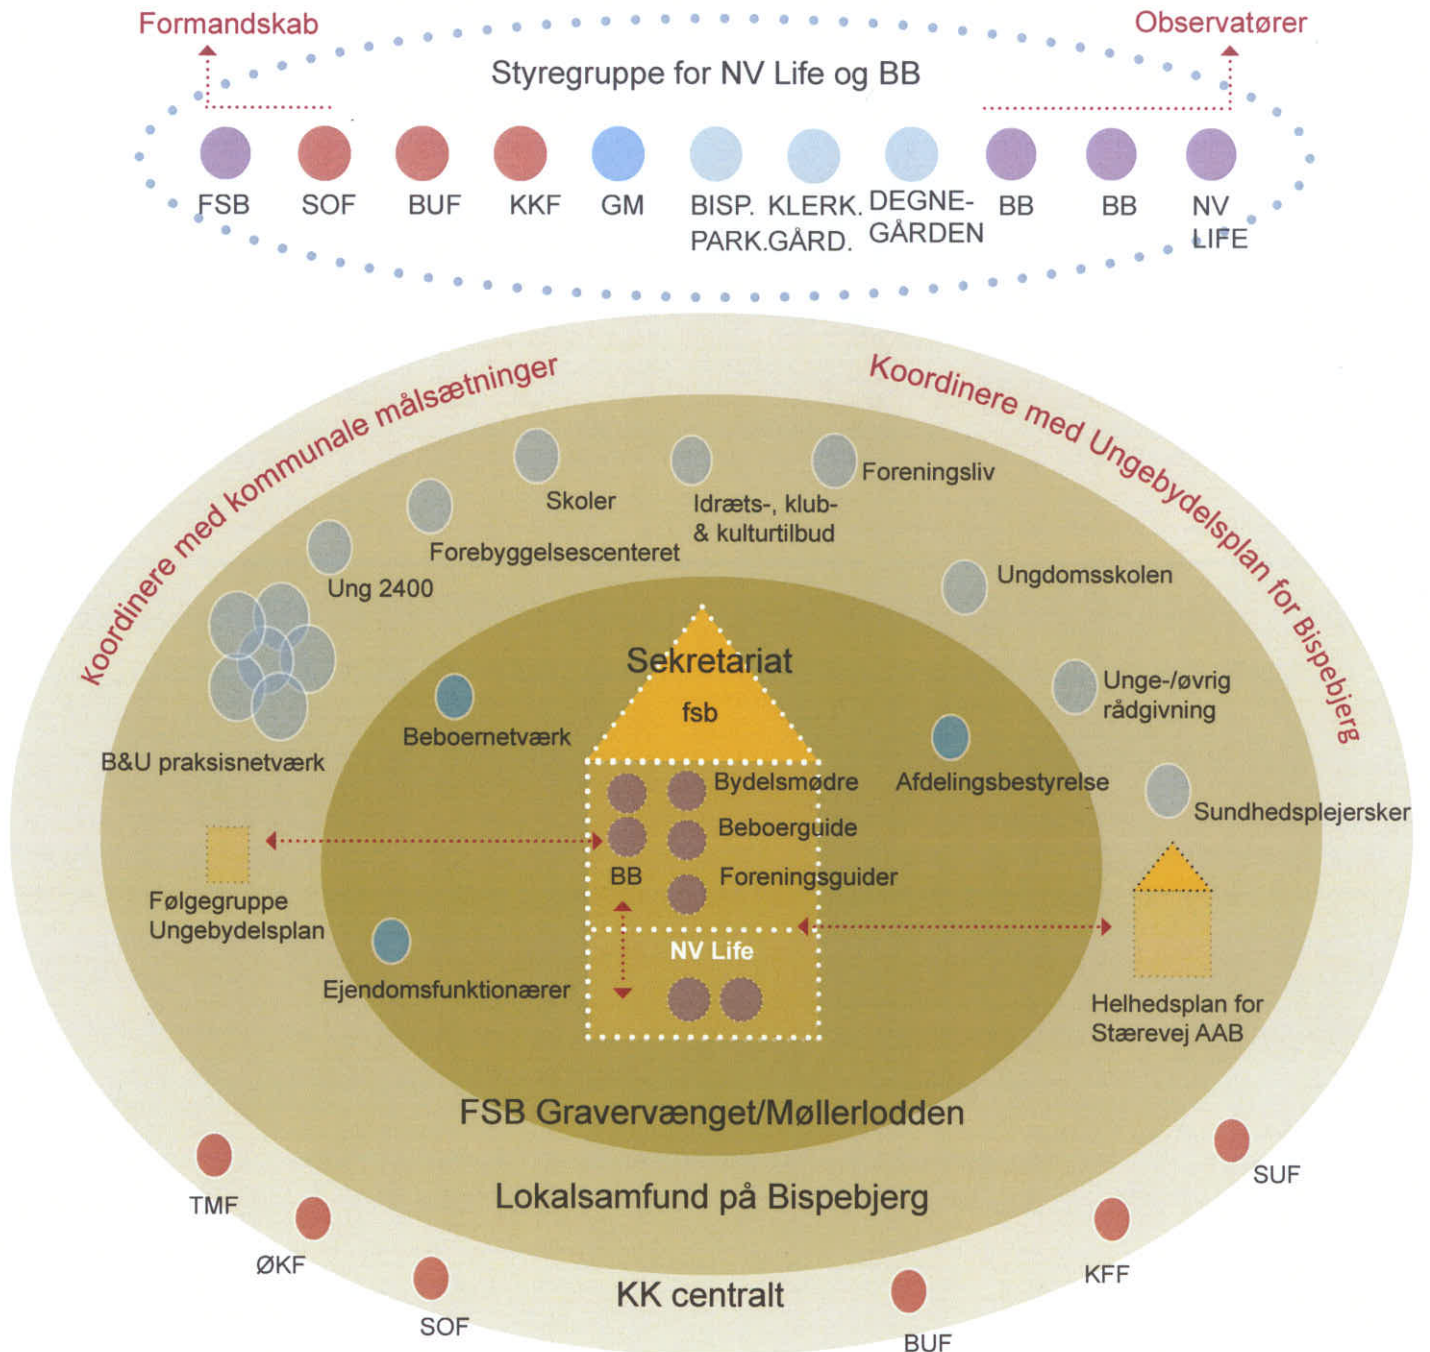 Formandskab
Observatører
Styregruppe for NV Life og BB
FSB
SOF
BUF
KKF
GM
BISP.
PARK.
KLERK.
GÅRD.
DEGNE-
GÅRDEN
BB
BB
NV
LIFE
Koordinere med kommunale målsætninger
Koordinere med Ungebydelsplan for Bispebjerg
Skoler
Idræts-, klub-
& kulturtilbud
Foreningsliv
Forebyggelsescenteret
Ung 2400
Ungdomsskolen
B&U praksisnetværk
Beboernetværk
Sekretariat
fsb
Unge-/øvrig
rådgivning
Afdelingsbestyrelse
Sundhedsplejersker
Bydelsmødre
Beboerguide
BB
Foreningsguider
Følgegruppe
Ungebydelsplan
NV Life
Ejendomsfunktionærer
Helhedsplan for
Stærevej AAB
FSB Gravervænget/Møllerlodden
Lokalsamfund på Bispebjerg
KK centralt
TMF
ØKF
SOF
BUF
KFF
SUF